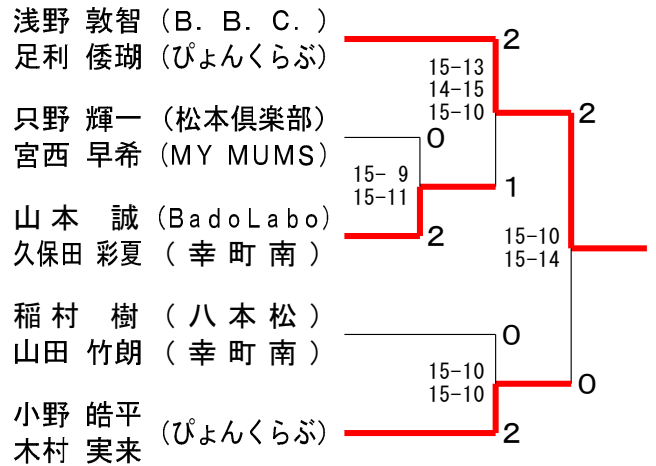 浅野 敦智 (B. B. C. )
足利 倭瑚 (ぴょんくらぶ)
2
15-13
14-15
15-10
2
只野 輝一 (松本倶楽部)
宮西 早希 (MY MUMS)
0
15- 9
15-11
1
山本 誠 (BadoLabo)
久保田 彩夏 (幸町南)
2
15-10
15-14
稲村 樹 (八本松)
山田 竹朗 (幸町南)
0
15-10
15-10
0
小野 皓平
木村 実来
(ぴょんくらぶ)
2